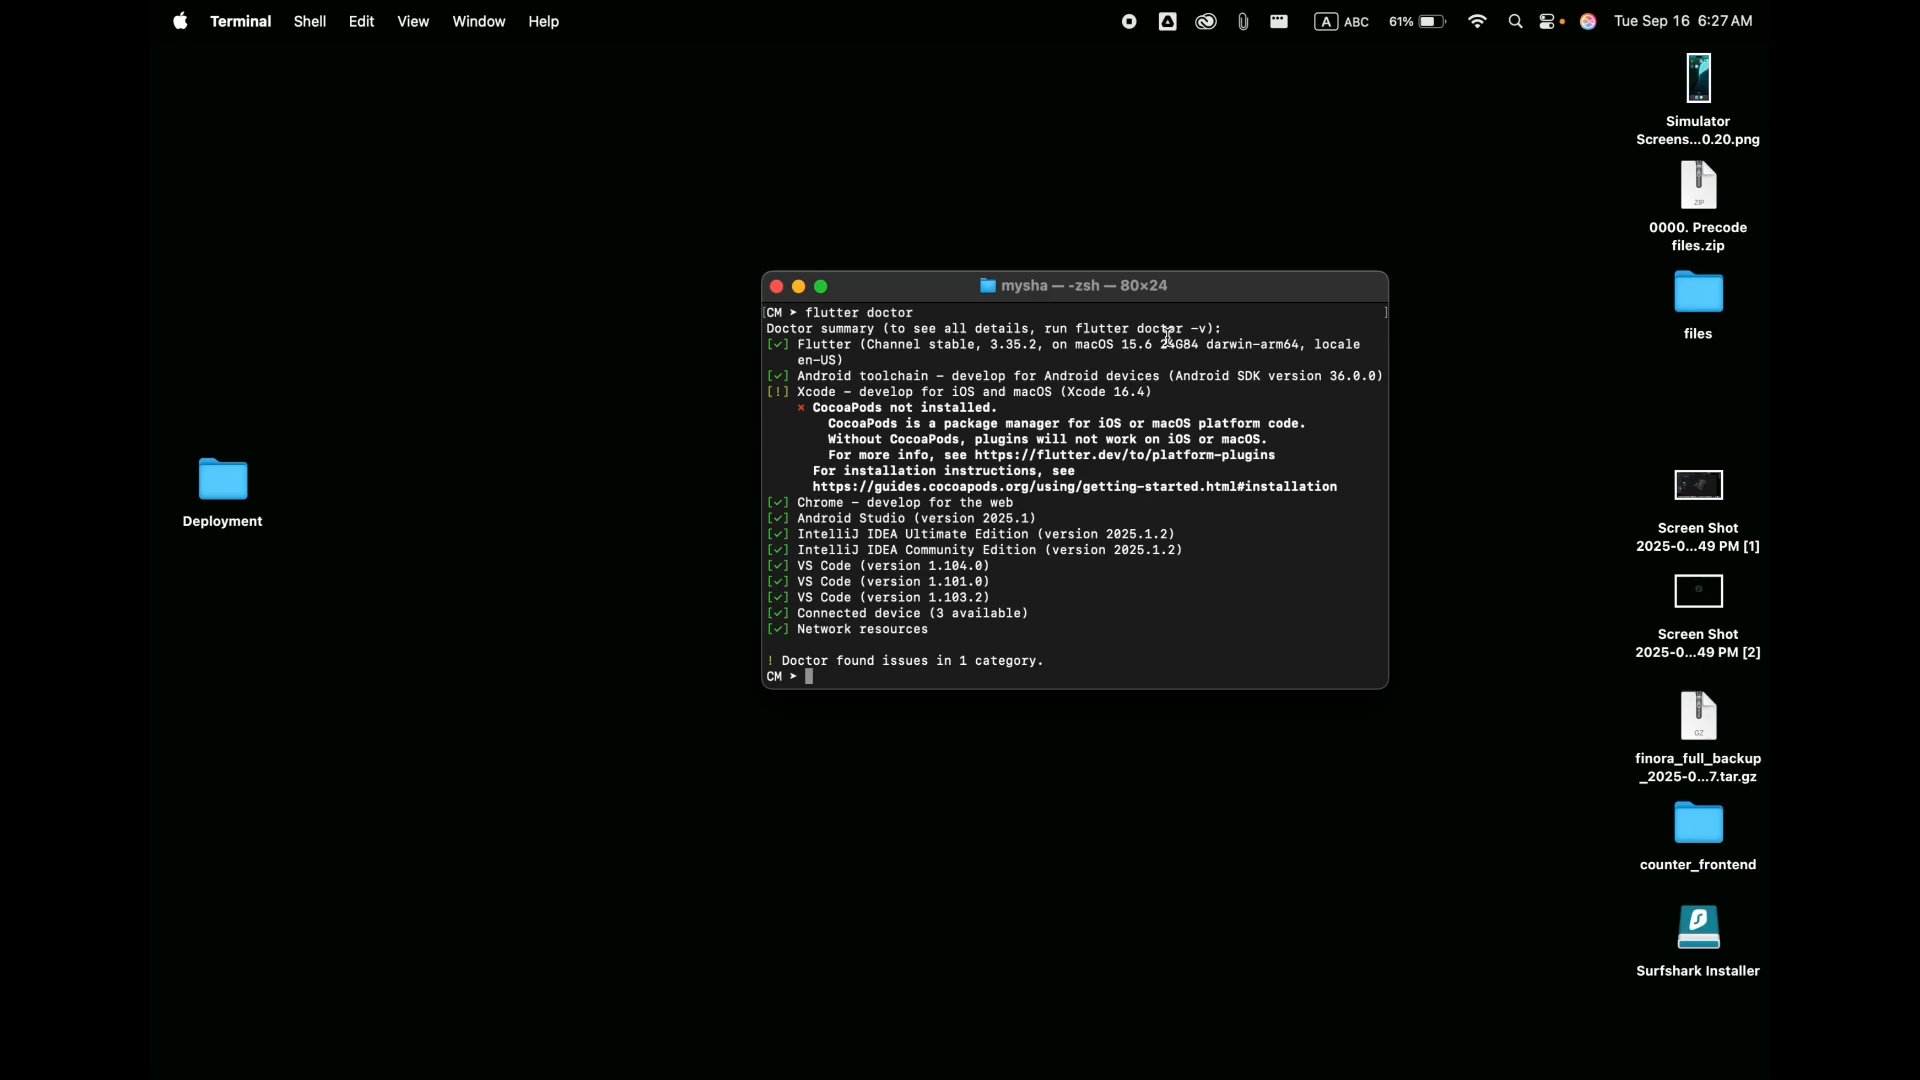 Terminal Shell Edit View Window Help
A ABC 61% Tue Sep 16 6:27 AM
Simulator
Screens...0.20.png
ZIP
0000. Precode
files.zip
files
Deployment
mysha — -zsh — 80×24
[CM ➤ flutter doctor ]
Doctor summary (to see all details, run flutter doctor -v):
[✓] Flutter (Channel stable, 3.35.2, on macOS 15.6 24G84 darwin-arm64, locale
en-US)
[✓] Android toolchain - develop for Android devices (Android SDK version 36.0.0)
[!] Xcode - develop for iOS and macOS (Xcode 16.4)
✗ CocoaPods not installed.
CocoaPods is a package manager for iOS or macOS platform code.
Without CocoaPods, plugins will not work on iOS or macOS.
For more info, see https://flutter.dev/to/platform-plugins
For installation instructions, see
https://guides.cocoapods.org/using/getting-started.html#installation
[✓] Chrome - develop for the web
[✓] Android Studio (version 2025.1)
[✓] IntelliJ IDEA Ultimate Edition (version 2025.1.2)
[✓] IntelliJ IDEA Community Edition (version 2025.1.2)
[✓] VS Code (version 1.104.0)
[✓] VS Code (version 1.101.0)
[✓] VS Code (version 1.103.2)
[✓] Connected device (3 available)
[✓] Network resources
! Doctor found issues in 1 category.
CM ➤
Screen Shot
2025-0...49 PM [1]
Screen Shot
2025-0...49 PM [2]
GZ
finora_full_backup
_2025-0...7.tar.gz
counter_frontend
Surfshark Installer